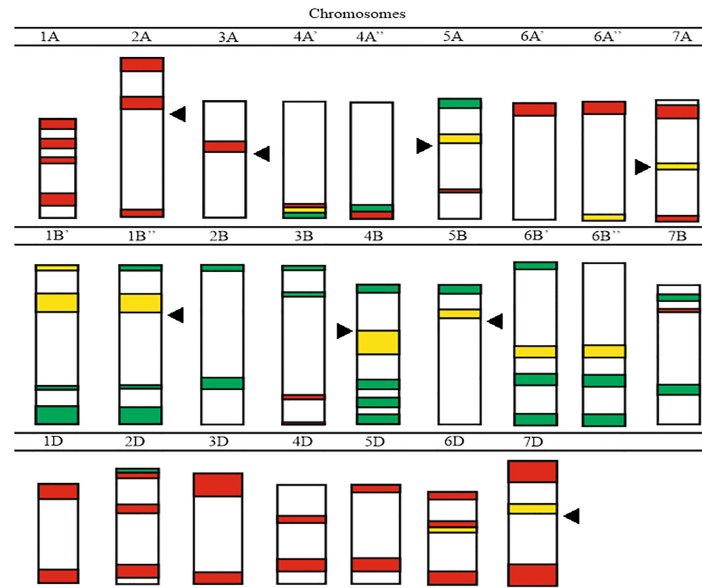 Chromosomes
1A 2A 3A 4A’ 4A’’ 5A 6A’ 6A’’ 7A
1B’ 1B’’ 2B 3B 4B 5B 6B’ 6B’’ 7B
1D 2D 3D 4D 5D 6D 7D